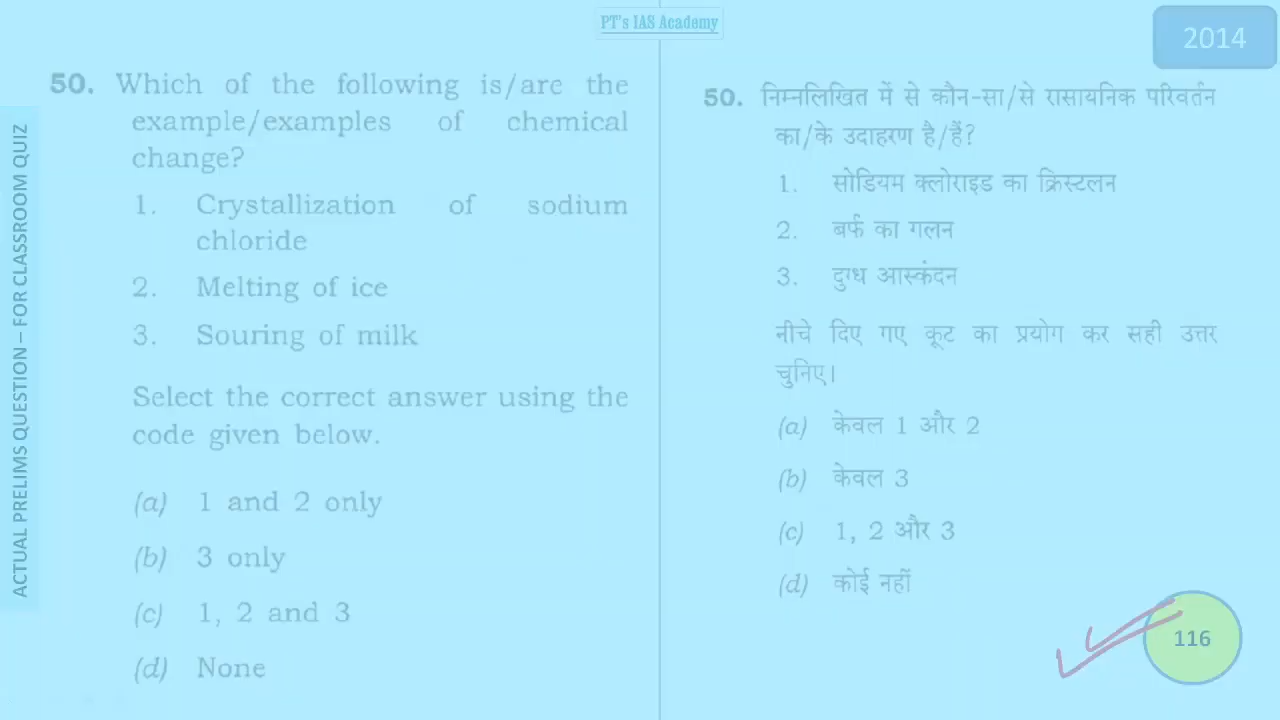 PT's IAS Academy
2014
ACTUAL PRELIMS QUESTION – FOR CLASSROOM QUIZ
50. Which of the following is/are the
example/examples of chemical
change?
1. Crystallization of sodium
chloride
2. Melting of ice
3. Souring of milk
Select the correct answer using the
code given below.
(a) 1 and 2 only
(b) 3 only
(c) 1, 2 and 3
(d) None
50. निम्नलिखित में से कौन-सा/से रासायनिक परिवर्तन
का/के उदाहरण है/हैं?
1. सोडियम क्लोराइड का क्रिस्टलन
2. बर्फ का गलन
3. दुग्ध आस्कंदन
नीचे दिए गए कूट का प्रयोग कर सही उत्तर
चुनिए।
(a) केवल 1 और 2
(b) केवल 3
(c) 1, 2 और 3
(d) कोई नहीं
116